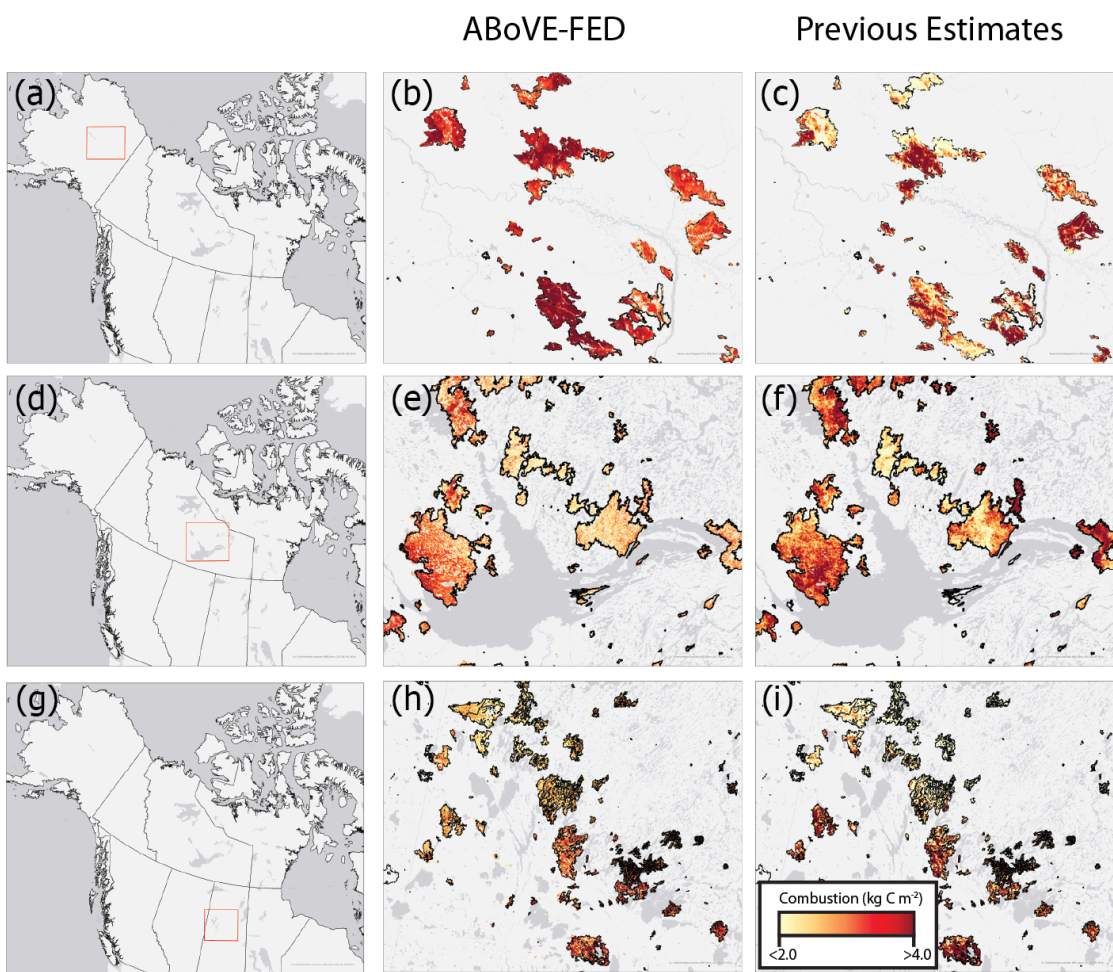 ABoVE-FED Previous Estimates
(a) (b) (c)
(d) (e) (f)
(g) (h) (i)
Combustion (kg C m⁻²)
<2.0 >4.0